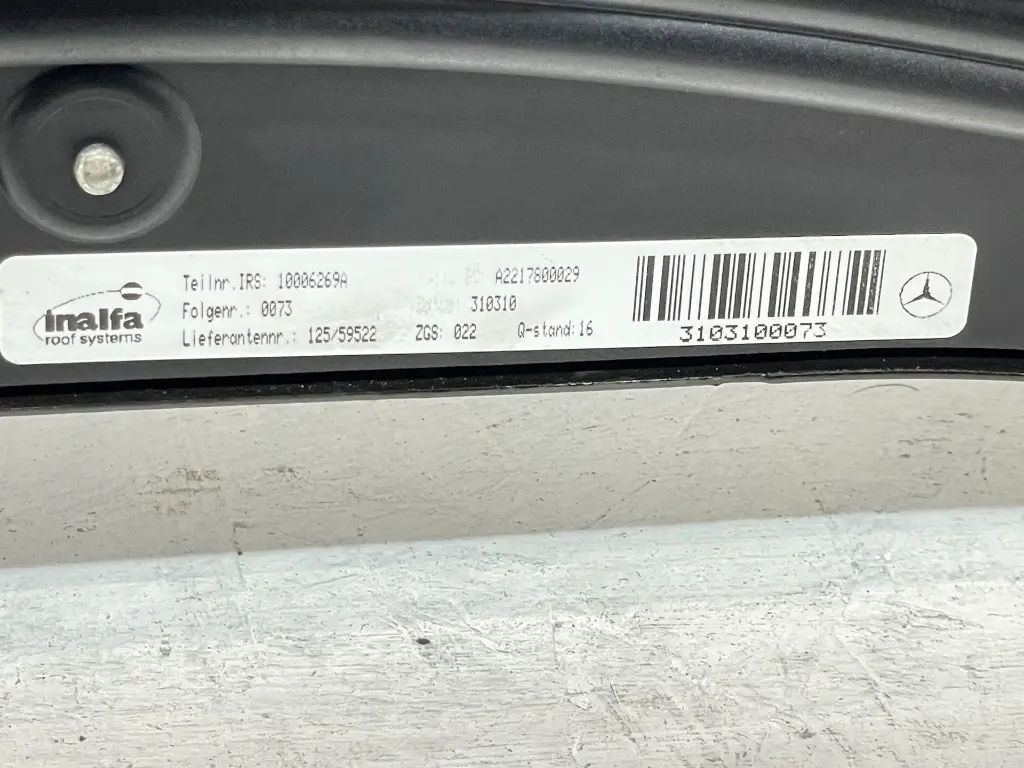 inalfa
roof systems
Teilnr.IRS: 10006269A
Folgenr.: 0073
Lieferantennr.: 125/59522
A2217800029
310310
ZGS: 022 Q-stand:16
3103100073